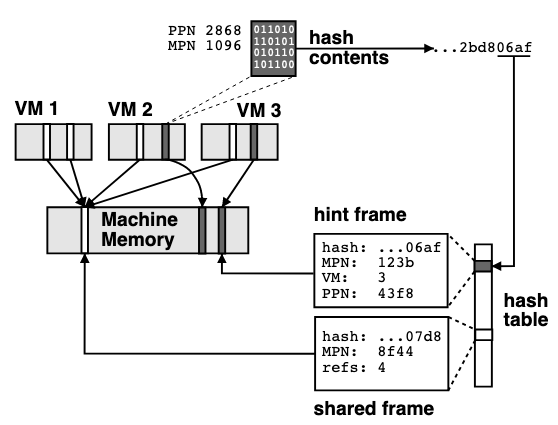 PPN 2868
MPN 1096
011010
110101
010110
101100
hash
contents
...2bd806af
VM 1
VM 2
VM 3
Machine
Memory
hint frame
hash: ...06af
MPN: 123b
VM: 3
PPN: 43f8
hash
table
hash: ...07d8
MPN: 8f44
refs: 4
shared frame